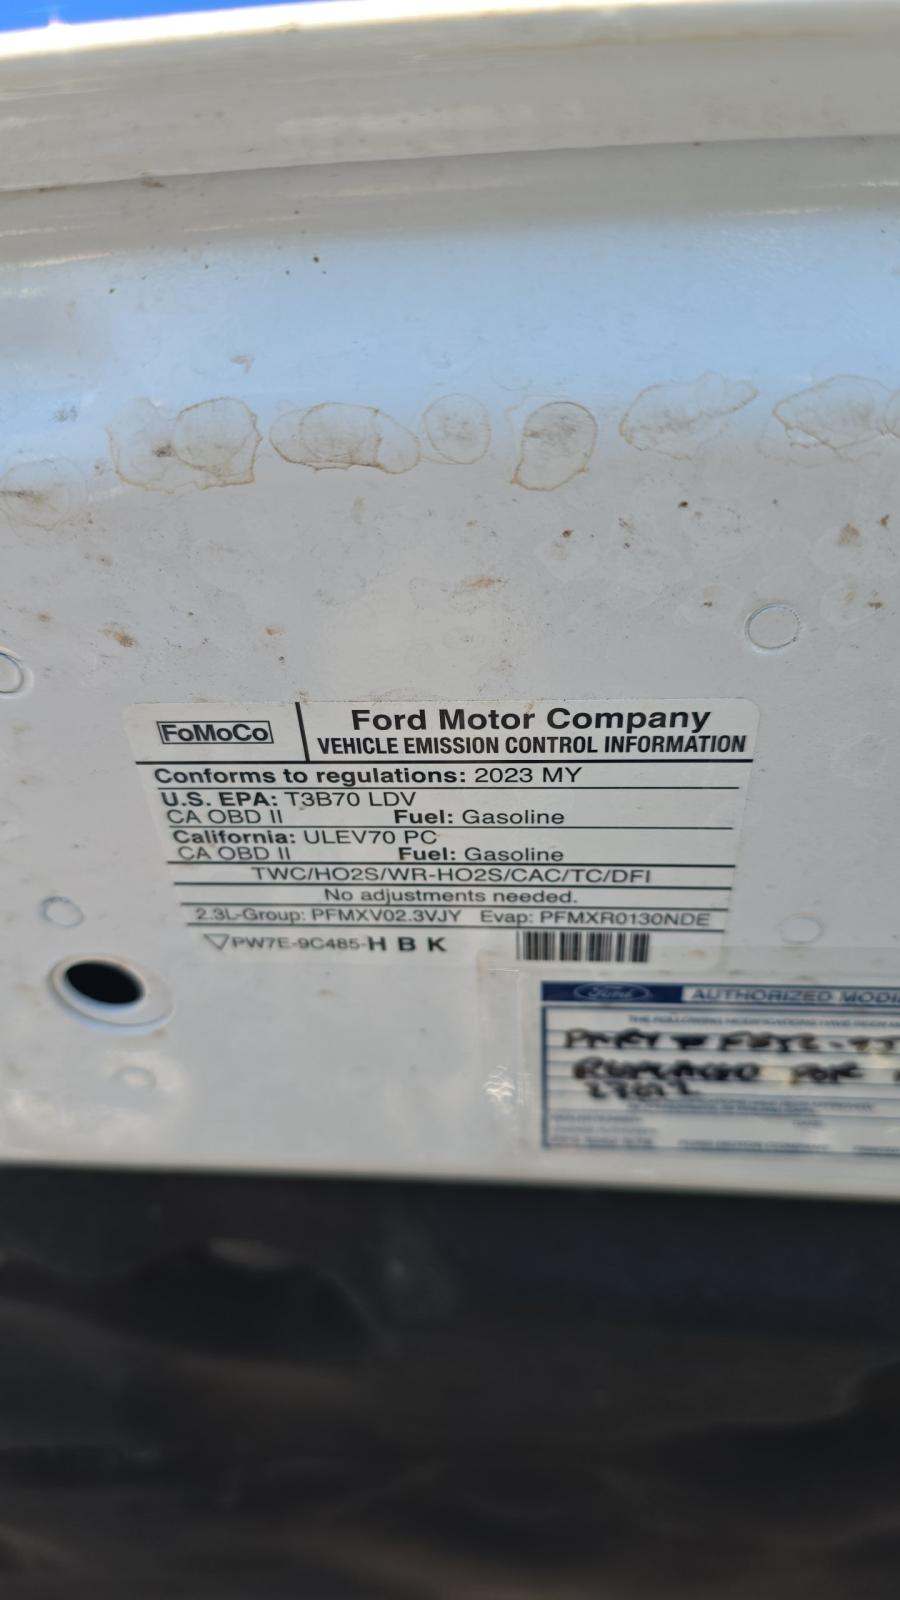 FoMoCo
Ford Motor Company
VEHICLE EMISSION CONTROL INFORMATION
Conforms to regulations: 2023 MY
U.S. EPA: T3B70 LDV
CA OBD II Fuel: Gasoline
California: ULEV70 PC
CA OBD II Fuel: Gasoline
TWC/HO2S/WR-HO2S/CAC/TC/DFI
No adjustments needed.
2.3L-Group: PFMXV02.3VJY Evap: PFMXR0130NDE
PW7E-9C485-H B K
Ford AUTHORIZED